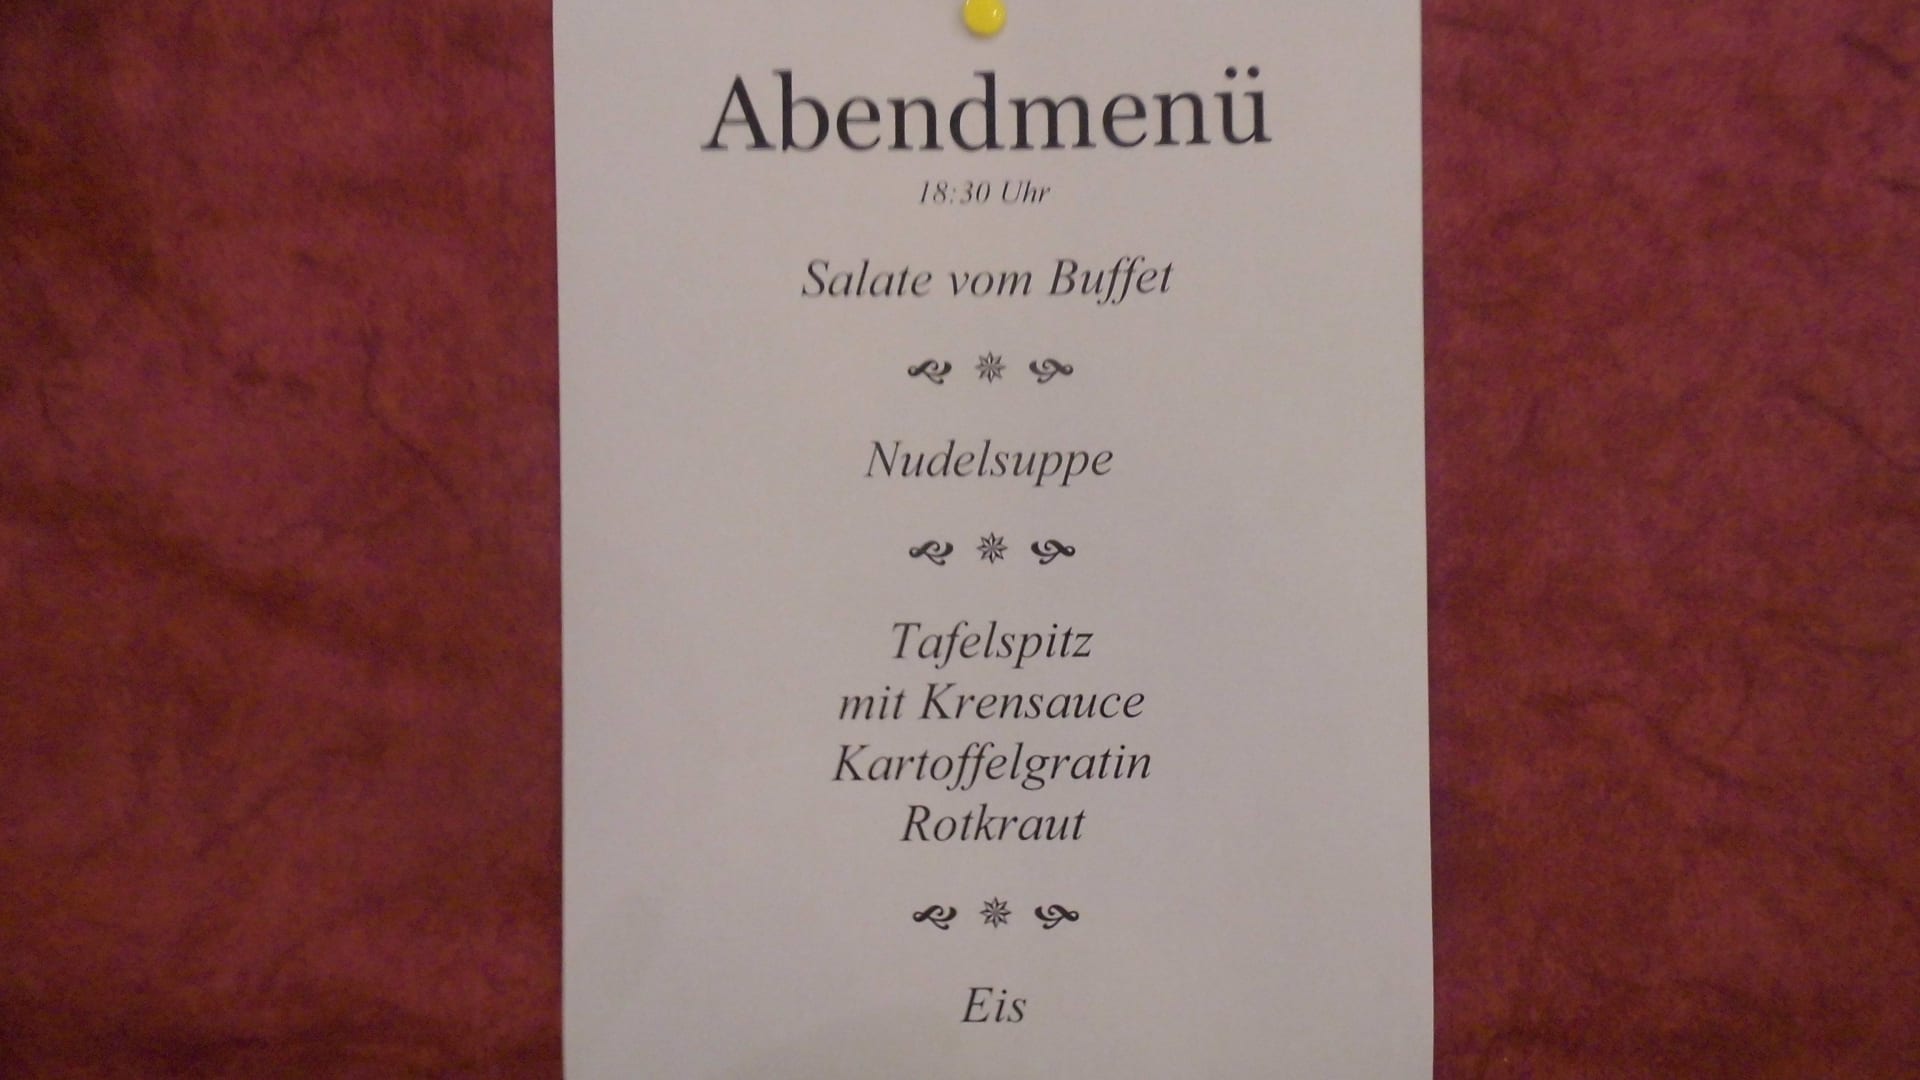 Abendmenü
18:30 Uhr
Salate vom Buffet
Nudelsuppe
Tafelspitz
mit Krensauce
Kartoffelgratin
Rotkraut
Eis